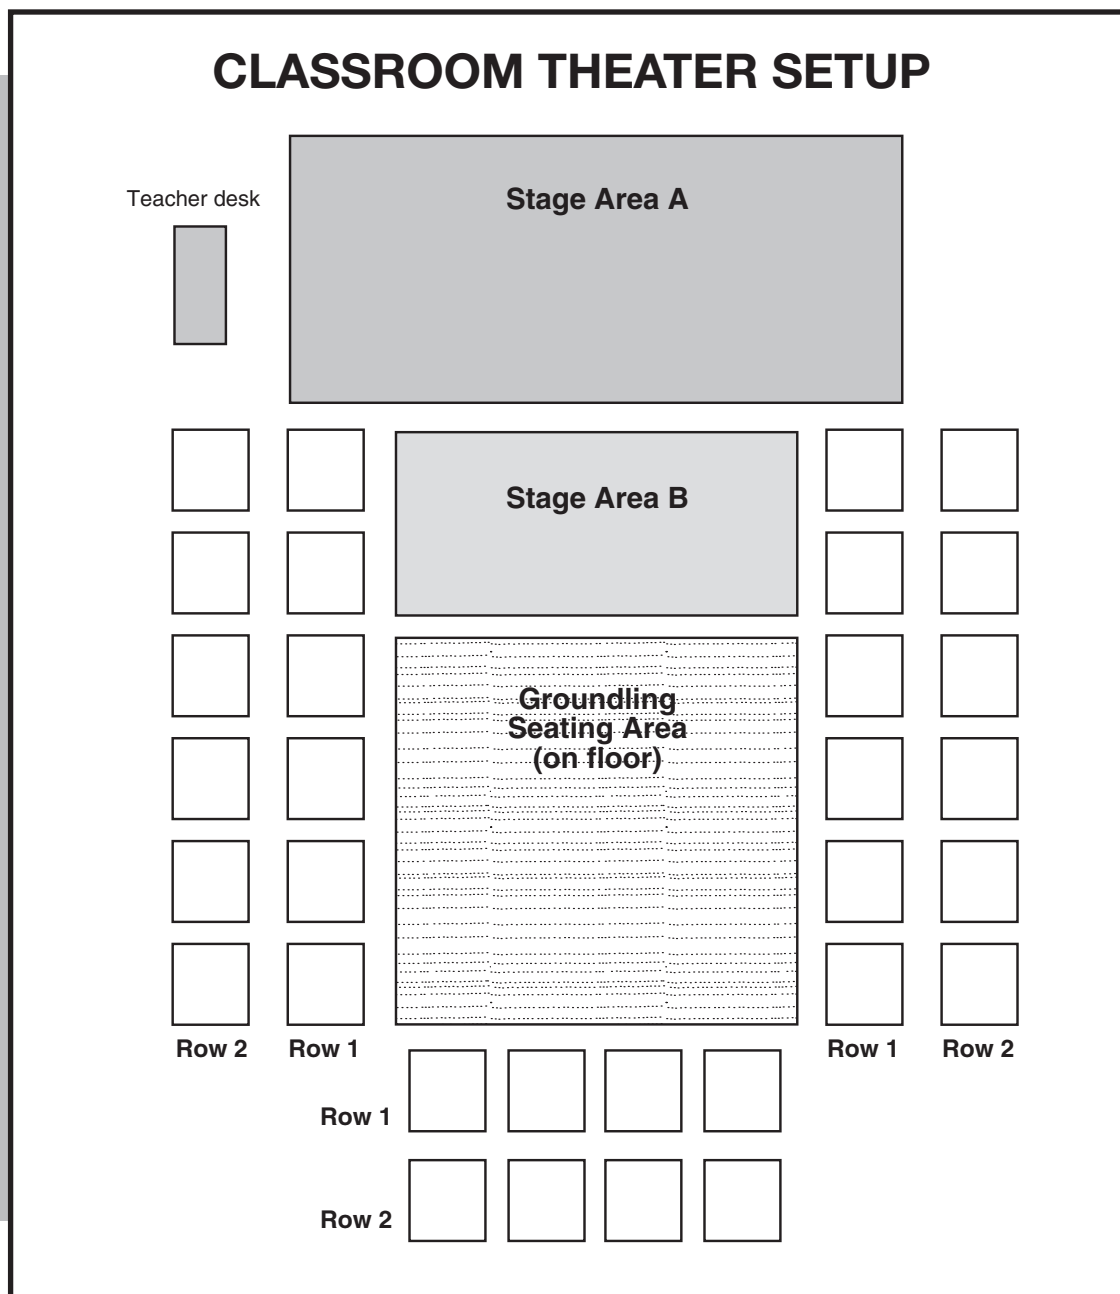 CLASSROOM THEATER SETUP
Teacher desk
Stage Area A
Stage Area B
Groundling
Seating Area
(on floor)
Row 2
Row 1
Row 1
Row 2
Row 1
Row 2